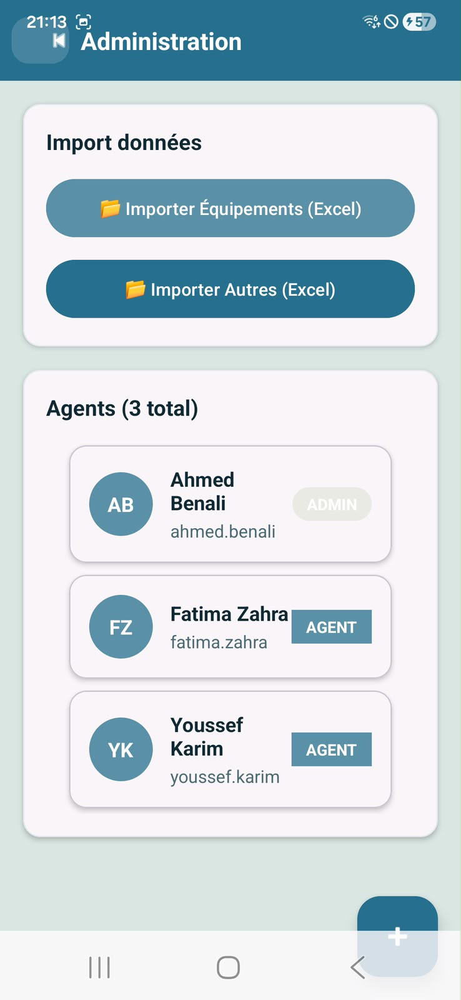 21:13
57
Administration
Import données
📂 Importer Équipements (Excel)
📂 Importer Autres (Excel)
Agents (3 total)
AB
Ahmed
Benali
ahmed.benali
ADMIN
FZ
Fatima Zahra
fatima.zahra
AGENT
YK
Youssef
Karim
youssef.karim
AGENT
+